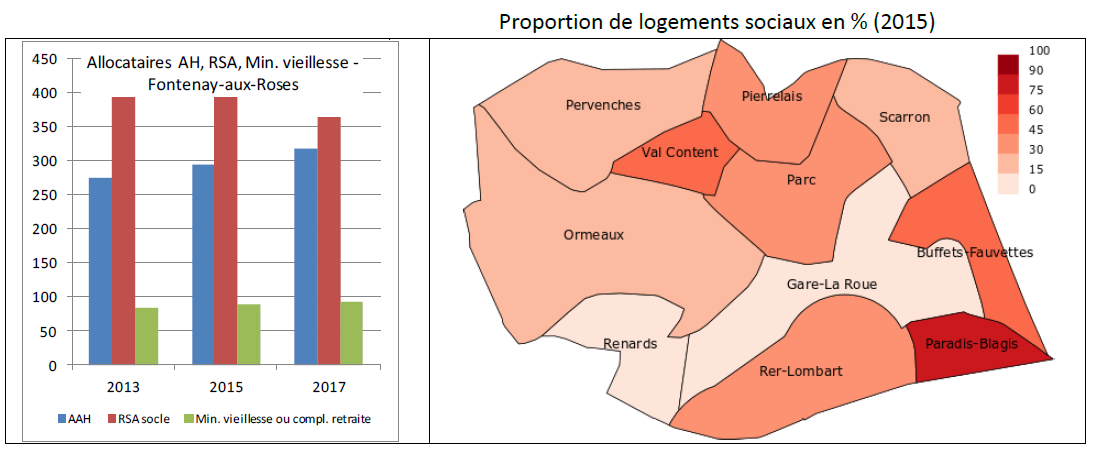 Proportion de logements sociaux en % (2015)
Allocataires AH, RSA, Min. vieillesse -
Fontenay-aux-Roses
450
400
350
300
250
200
150
100
50
0
2013 2015 2017
AAH RSA socle Min. vieillesse ou compl. retraite
Pervenches
Pierrelais
Scarron
Val Content
Parc
Ormeaux
Buffets-Fauvettes
Gare-La Roue
Renards
Paradis-Blagis
Rer-Lombart
100
90
75
60
45
30
15
0